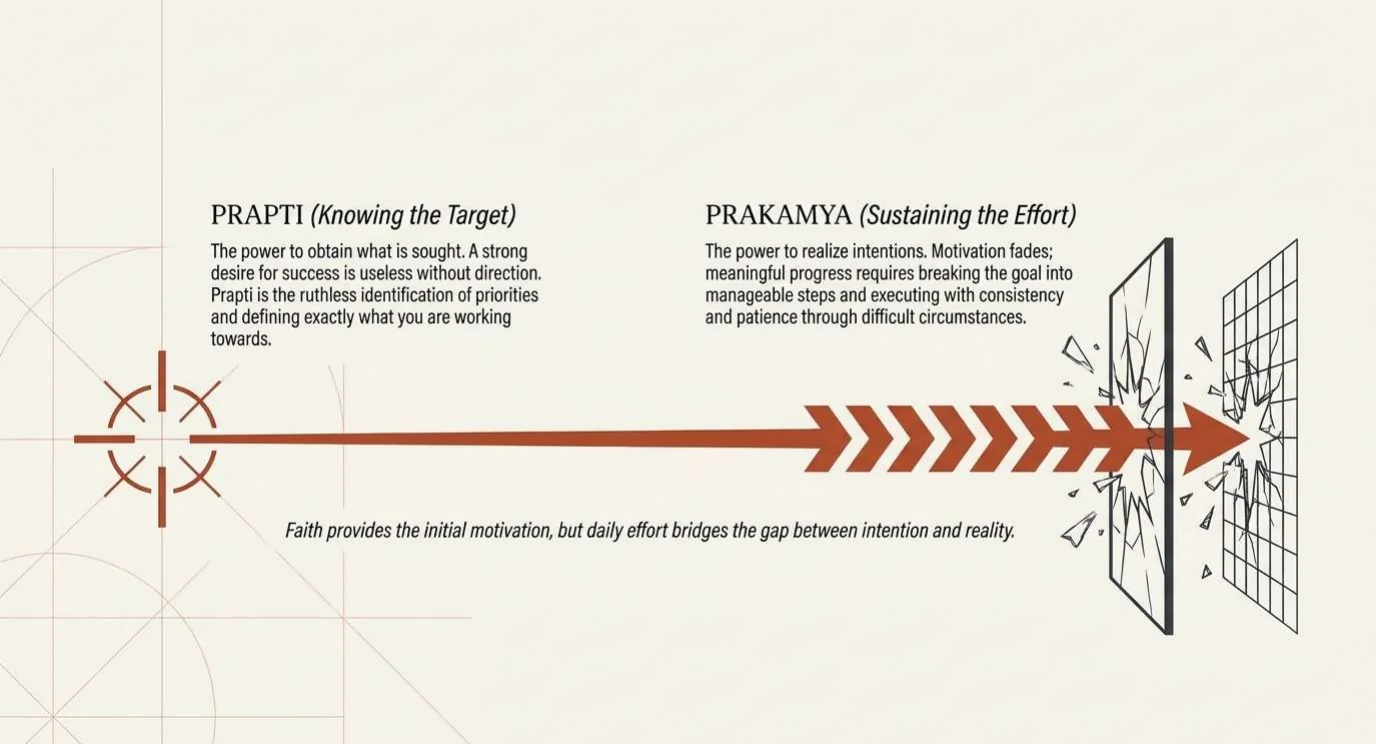 PRAPTI (Knowing the Target)
The power to obtain what is sought. A strong
desire for success is useless without direction.
Prapti is the ruthless identification of priorities
and defining exactly what you are working
towards.
PRAKAMYA (Sustaining the Effort)
The power to realize intentions. Motivation fades;
meaningful progress requires breaking the goal into
manageable steps and executing with consistency
and patience through difficult circumstances.
Faith provides the initial motivation, but daily effort bridges the gap between intention and reality.